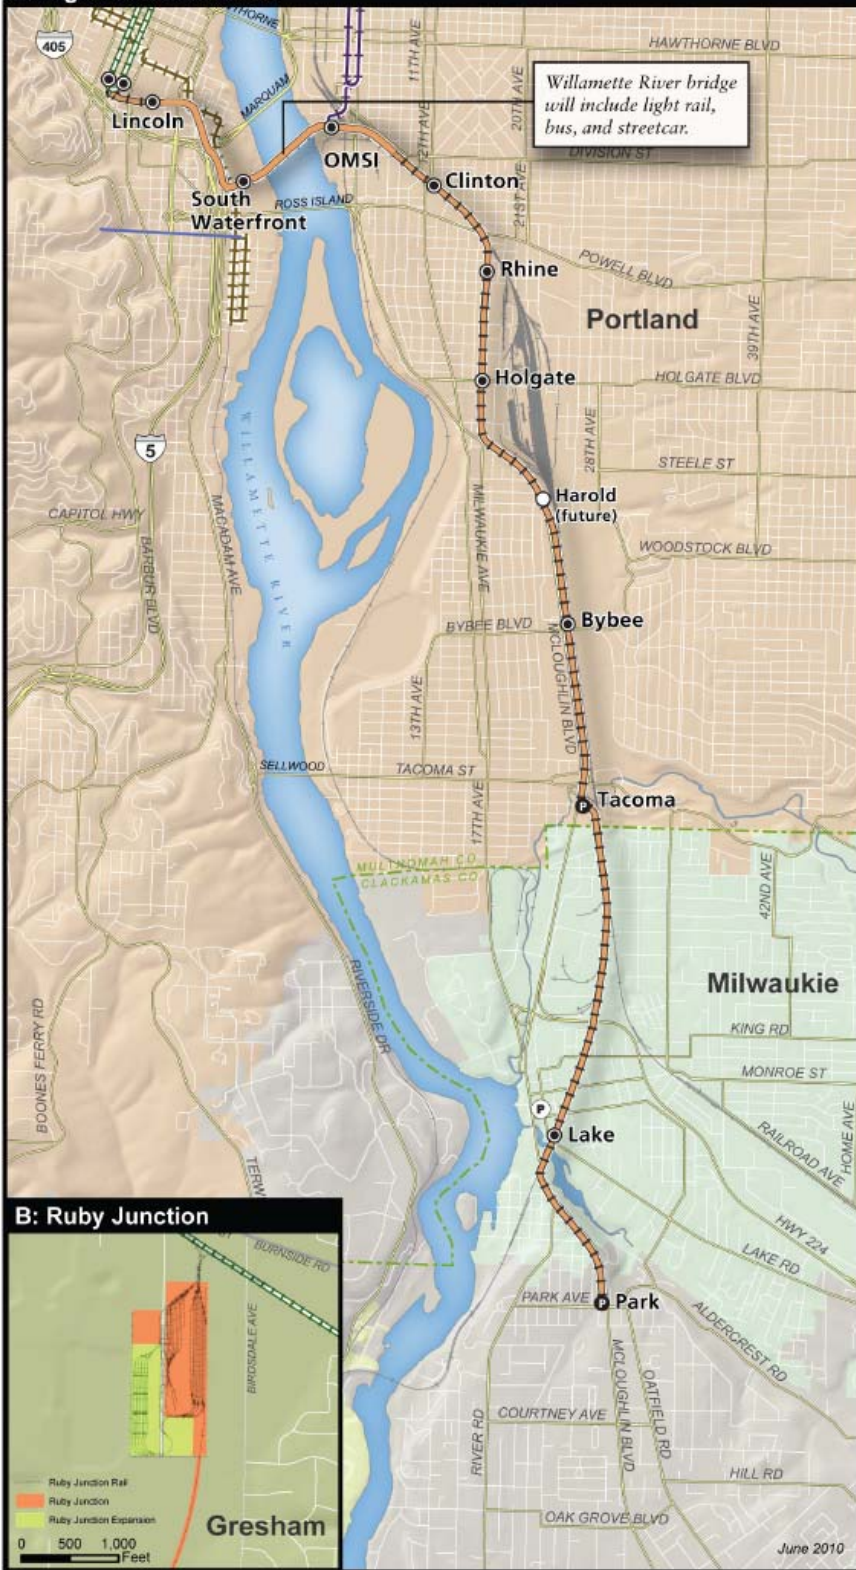 THORNE
405
11TH AVE
HAWTHORNE BLVD
MARQUAM
12TH AVE
20TH AVE
Willamette River bridge
will include light rail,
bus, and streetcar.
Lincoln
OMSI
DIVISION ST
Clinton
21ST AVE
South
Waterfront
ROSS ISLAND
POWELL BLVD
Rhine
Portland
39TH AVE
Holgate
HOLGATE BLVD
28TH AVE
5
STEELE ST
WILLAMETTE RIVER
MILWAUKIE AVE
Harold
(future)
CAPITOL HWY
MACADAM AVE
BARBUR BLVD
WOODSTOCK BLVD
BYBEE BLVD
Bybee
MCLOUGHLIN BLVD
13TH AVE
SELLWOOD
TACOMA ST
17TH AVE
P
Tacoma
MULTNOMAH CO
CLACKAMAS CO
42ND AVE
RIVERSIDE DR
Milwaukie
BOONES FERRY RD
KING RD
MONROE ST
P
Lake
RAILROAD AVE
HOME AVE
TERW
HWY 224
LAKE RD
PARK AVE
P
Park
ALDERCREST RD
MCLOUGHLIN BLVD
OATFIELD RD
RIVER RD
COURTNEY AVE
HILL RD
OAK GROVE BLVD
June 2010
B: Ruby Junction
ST
BURNSIDE RD
BIRDSDALE AVE
Ruby Junction Rail
Ruby Junction
Ruby Junction Expansion
Gresham
0 500 1,000
Feet